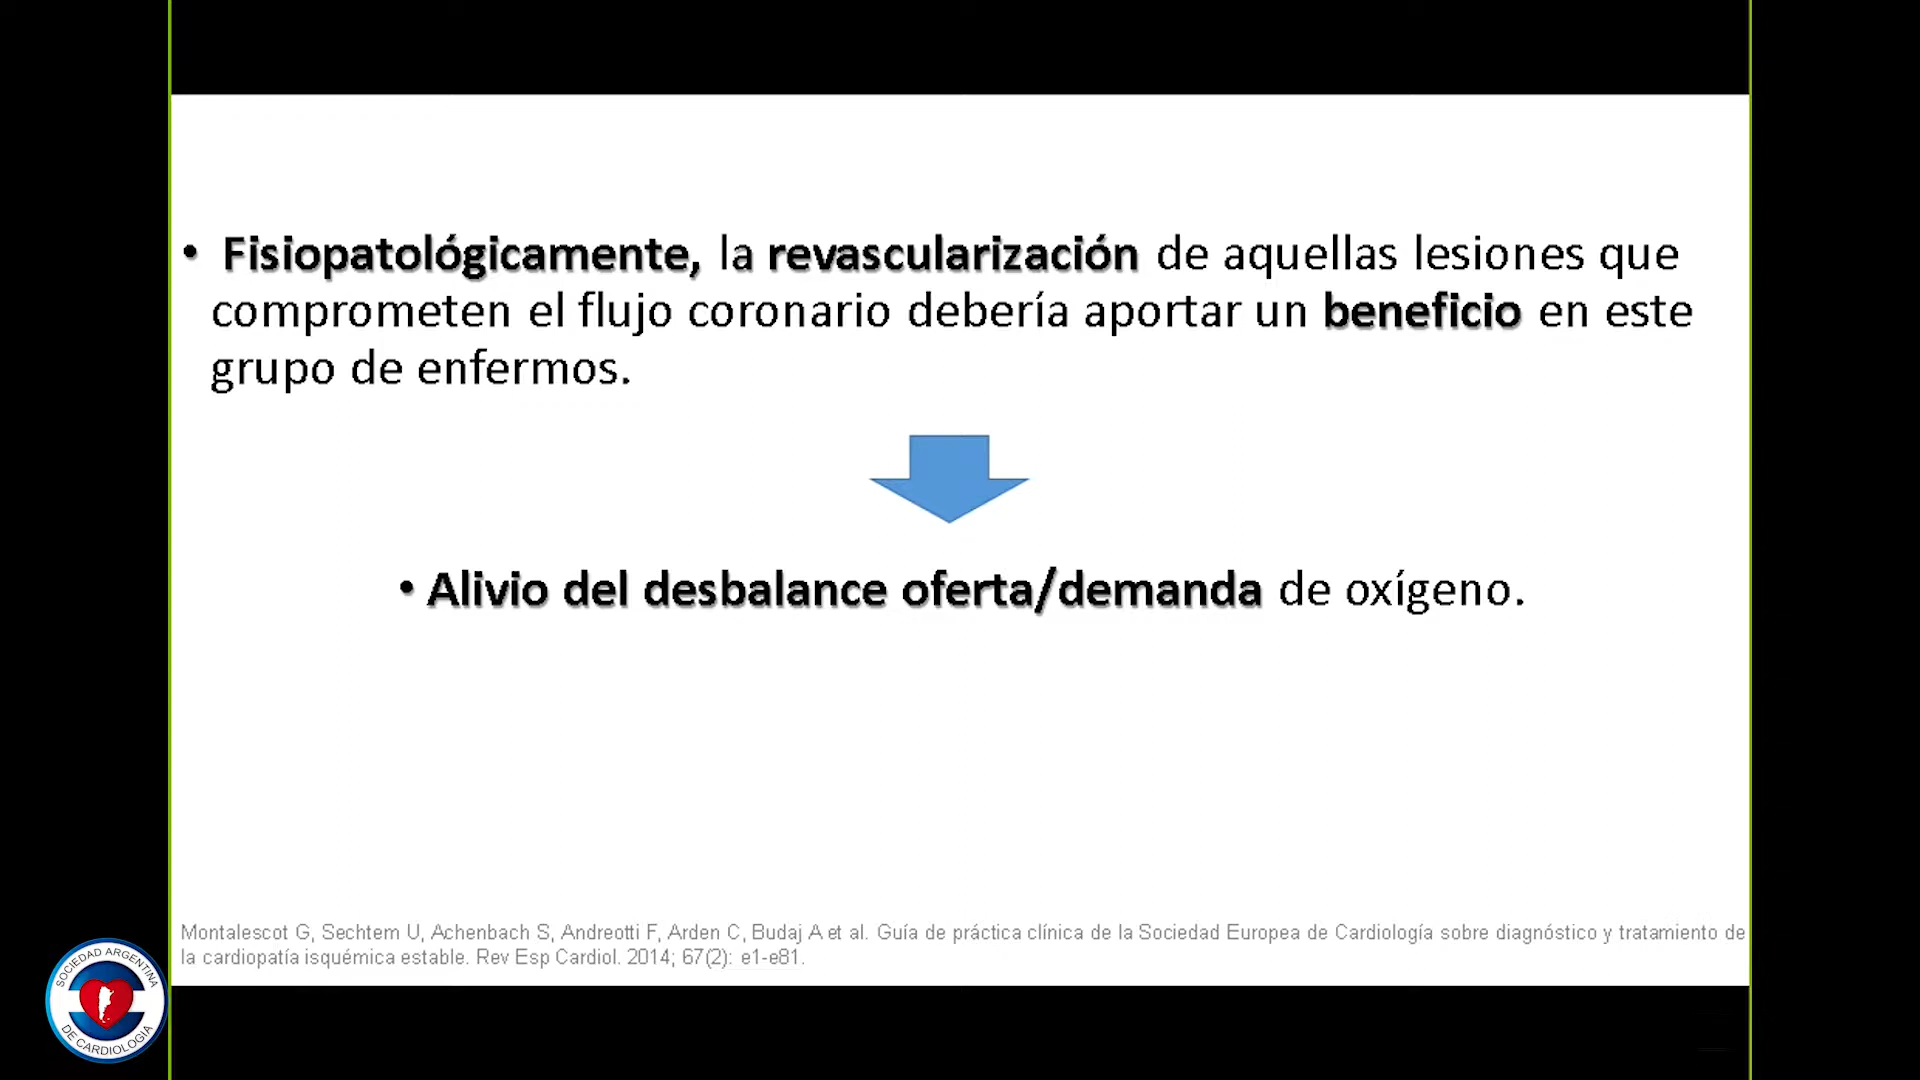 • Fisiopatológicamente, la revascularización de aquellas lesiones que
comprometen el flujo coronario debería aportar un beneficio en este
grupo de enfermos.
• Alivio del desbalance oferta/demanda de oxígeno.
Montalescot G, Sechtem U, Achenbach S, Andreotti F, Arden C, Budaj A et al. Guía de práctica clínica de la Sociedad Europea de Cardiología sobre diagnóstico y tratamiento de
la cardiopatía isquémica estable. Rev Esp Cardiol. 2014; 67(2): e1-e81.
SOCIEDAD ARGENTINA
DE CARDIOLOGIA